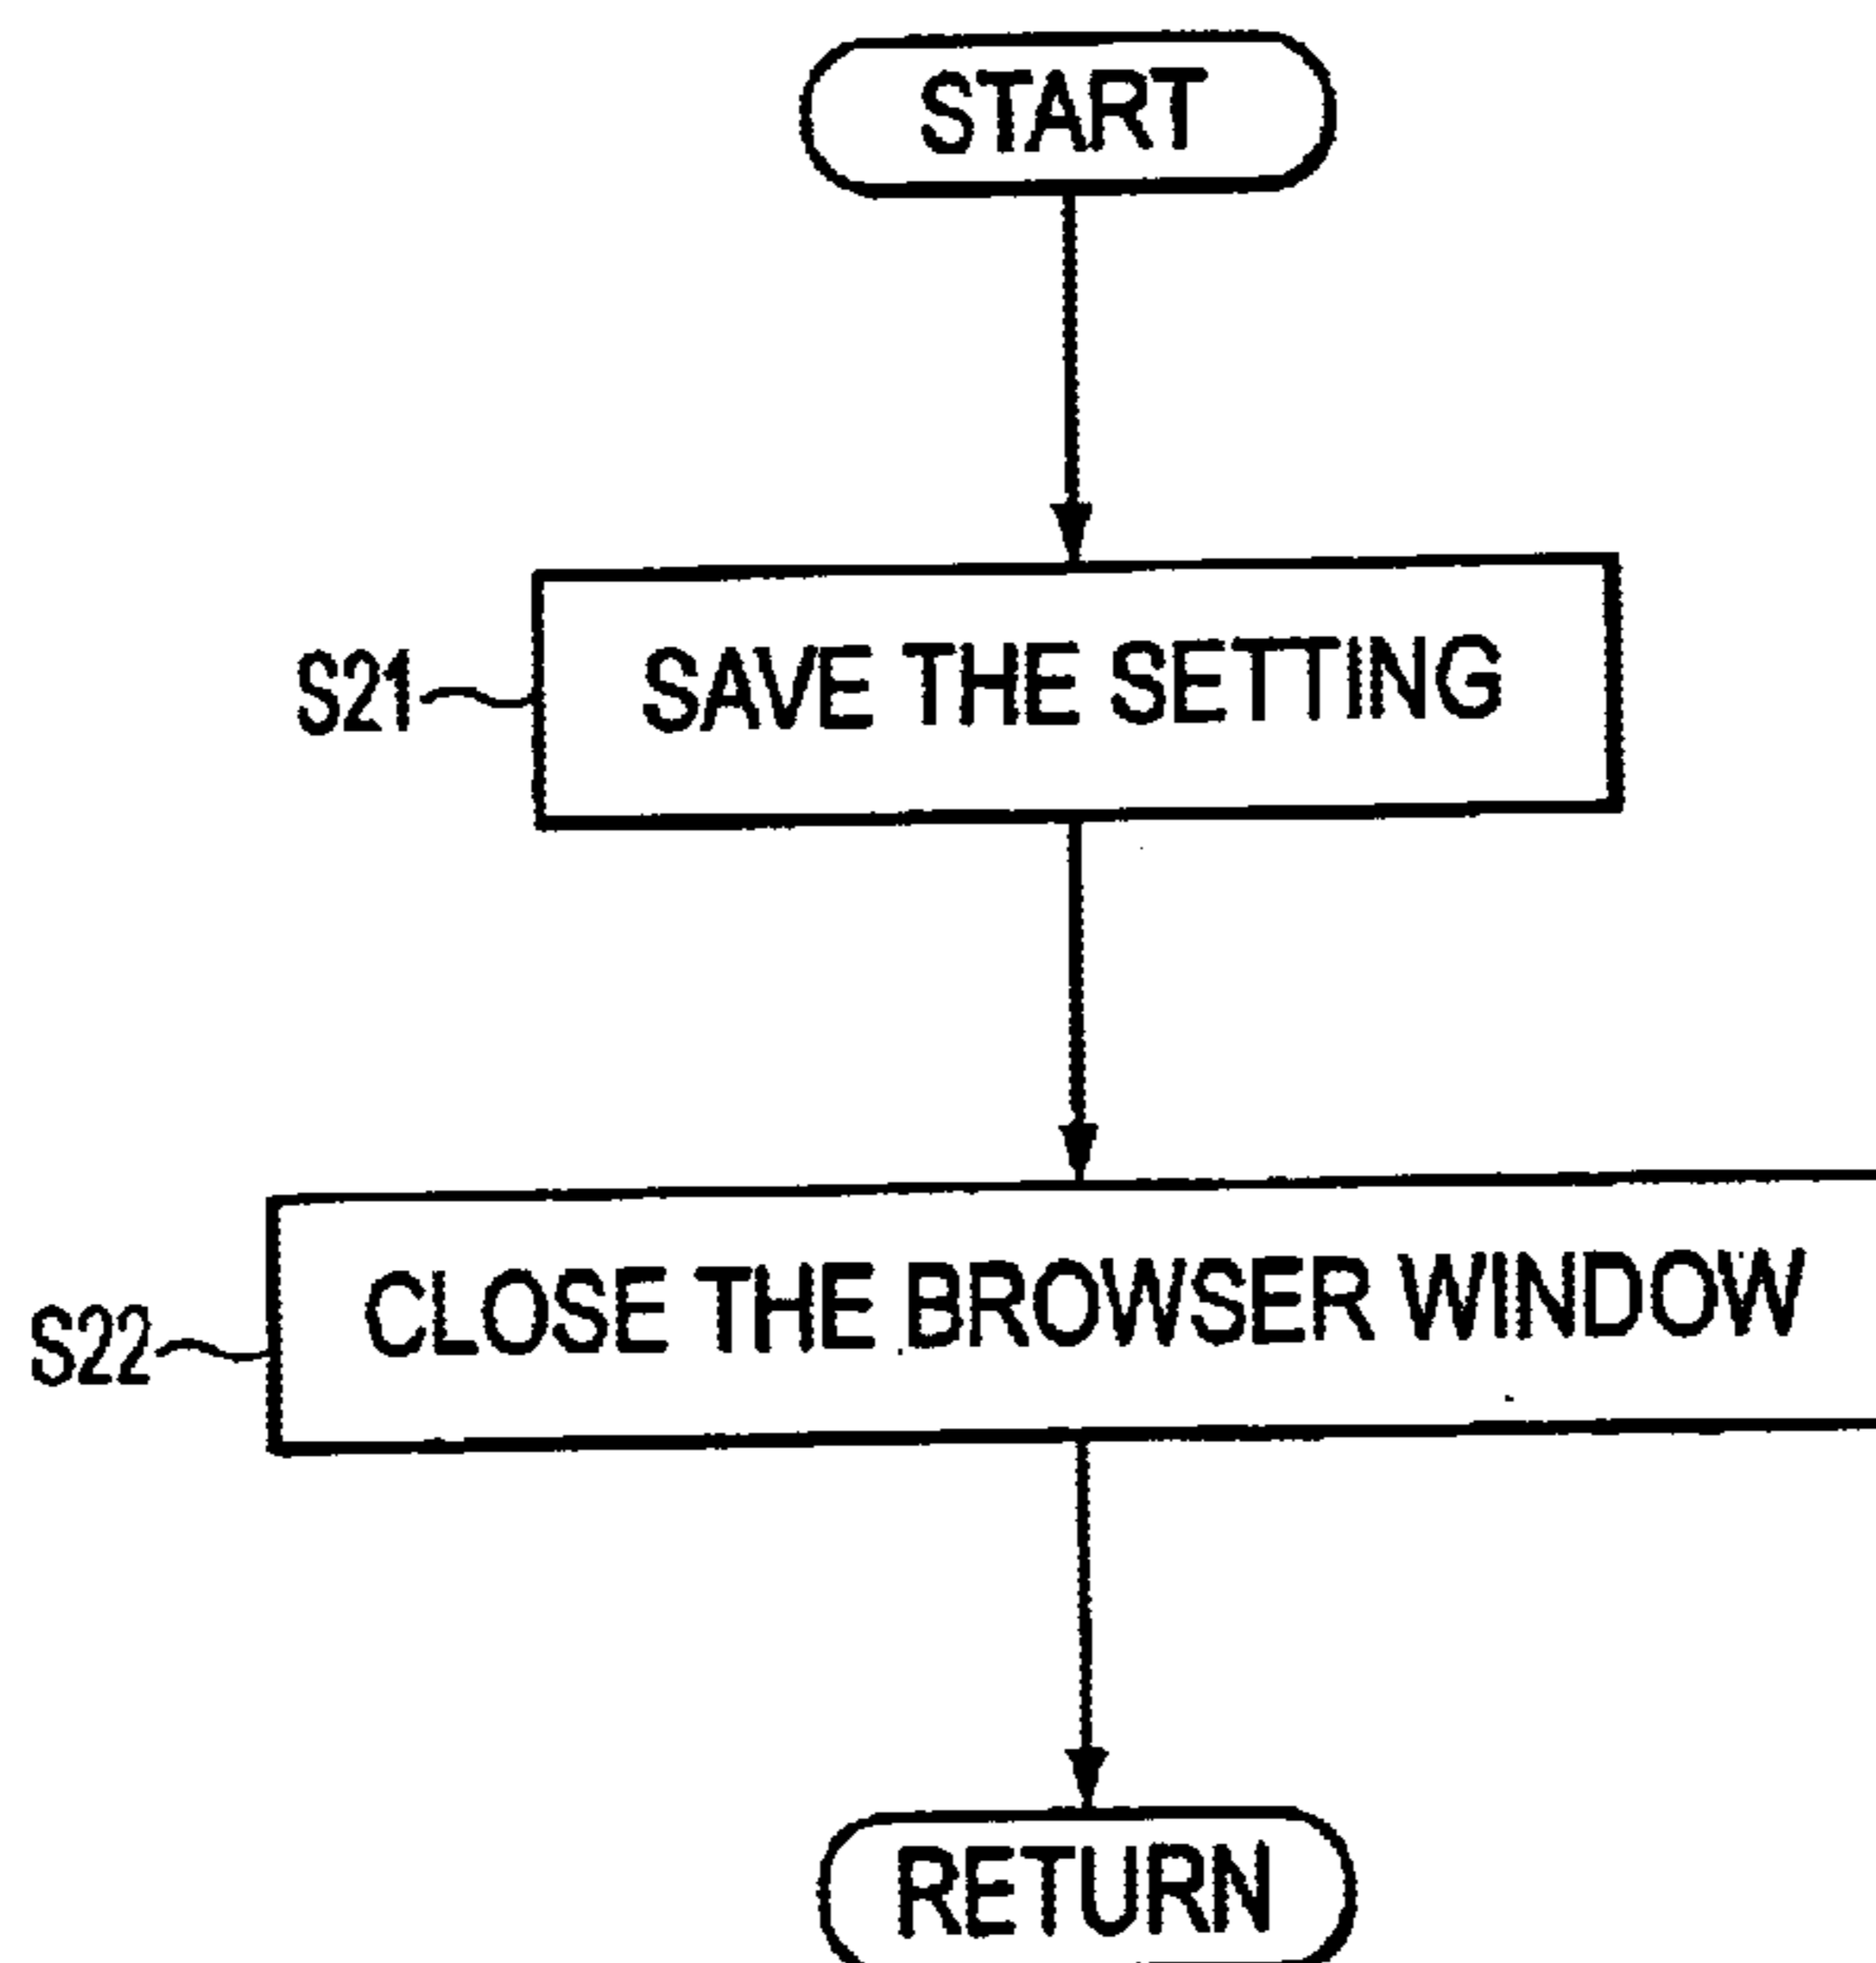 START
S21
SAVE THE SETTING
S22
CLOSE THE BROWSER WINDOW
RETURN